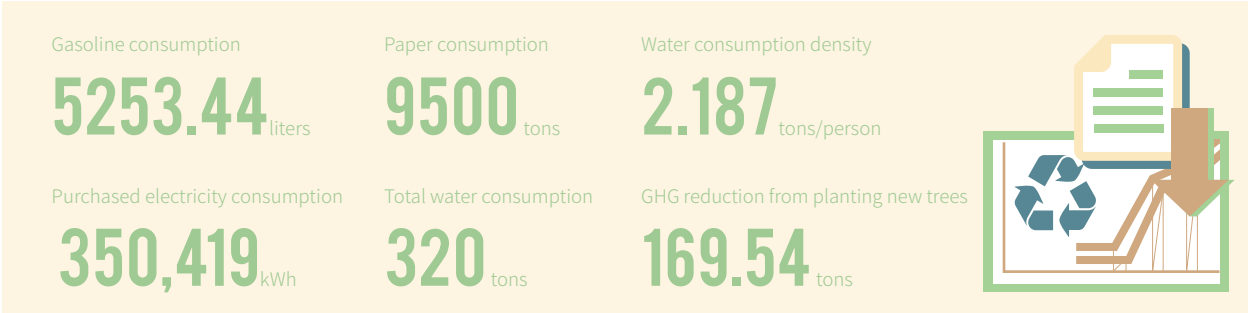 Gasoline consumption
5253.44 liters
Paper consumption
9500 tons
Water consumption density
2.187 tons/person
Purchased electricity consumption
350,419 kWh
Total water consumption
320 tons
GHG reduction from planting new trees
169.54 tons